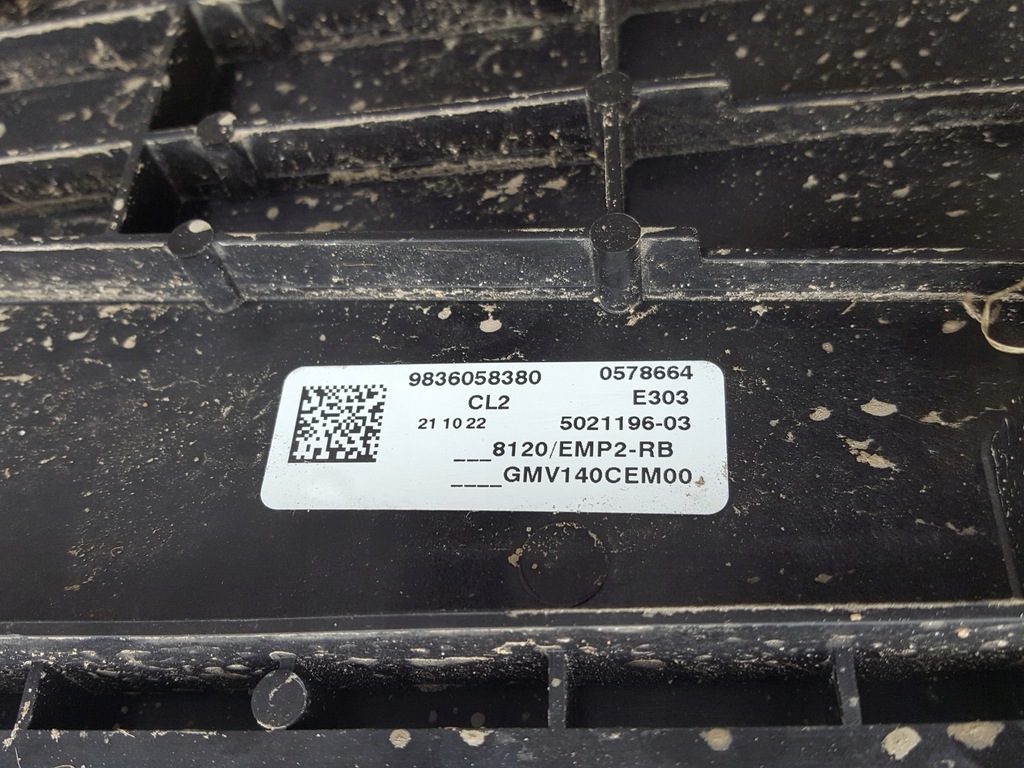 9836058380 0578664
CL2 E303
21 10 22 5021196-03
___8120/EMP2-RB
____GMV140CEM00